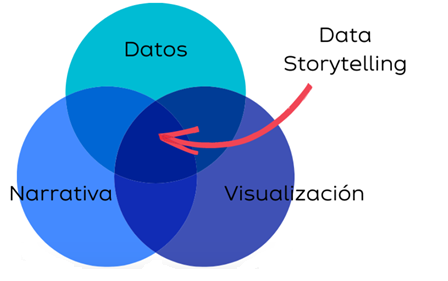 Datos
Data
Storytelling
Narrativa
Visualización